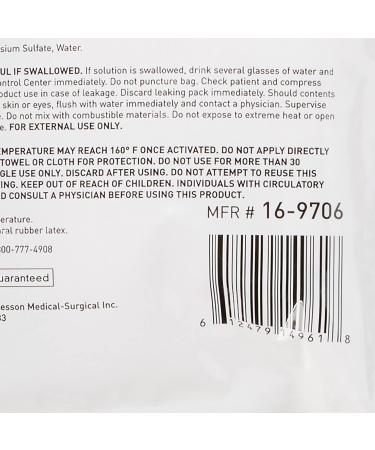 sium Sulfate, Water.
UL IF SWALLOWED. If solution is swallowed, drink several glasses of water and
ontrol Center immediately. Do not puncture bag. Check patient and compress
oduct use in case of leakage. Discard leaking pack immediately. Should contents
skin or eyes, flush with water immediately and contact a physician. Supervise
e. Do not mix with combustible materials. Do not expose to extreme heat or open
e. FOR EXTERNAL USE ONLY.
EMPERATURE MAY REACH 160° F ONCE ACTIVATED. DO NOT APPLY DIRECTLY
TOWEL OR CLOTH FOR PROTECTION. DO NOT USE FOR MORE THAN 30
GLE USE ONLY. DISCARD AFTER USING. DO NOT ATTEMPT TO REUSE THIS
ING. KEEP OUT OF REACH OF CHILDREN. INDIVIDUALS WITH CIRCULATORY
D CONSULT A PHYSICIAN BEFORE USING THIS PRODUCT.
MFR # 16-9706
perature.
ral rubber latex.
800-777-4908
uaranteed
esson Medical-Surgical Inc.
33
6 12479 14961 8